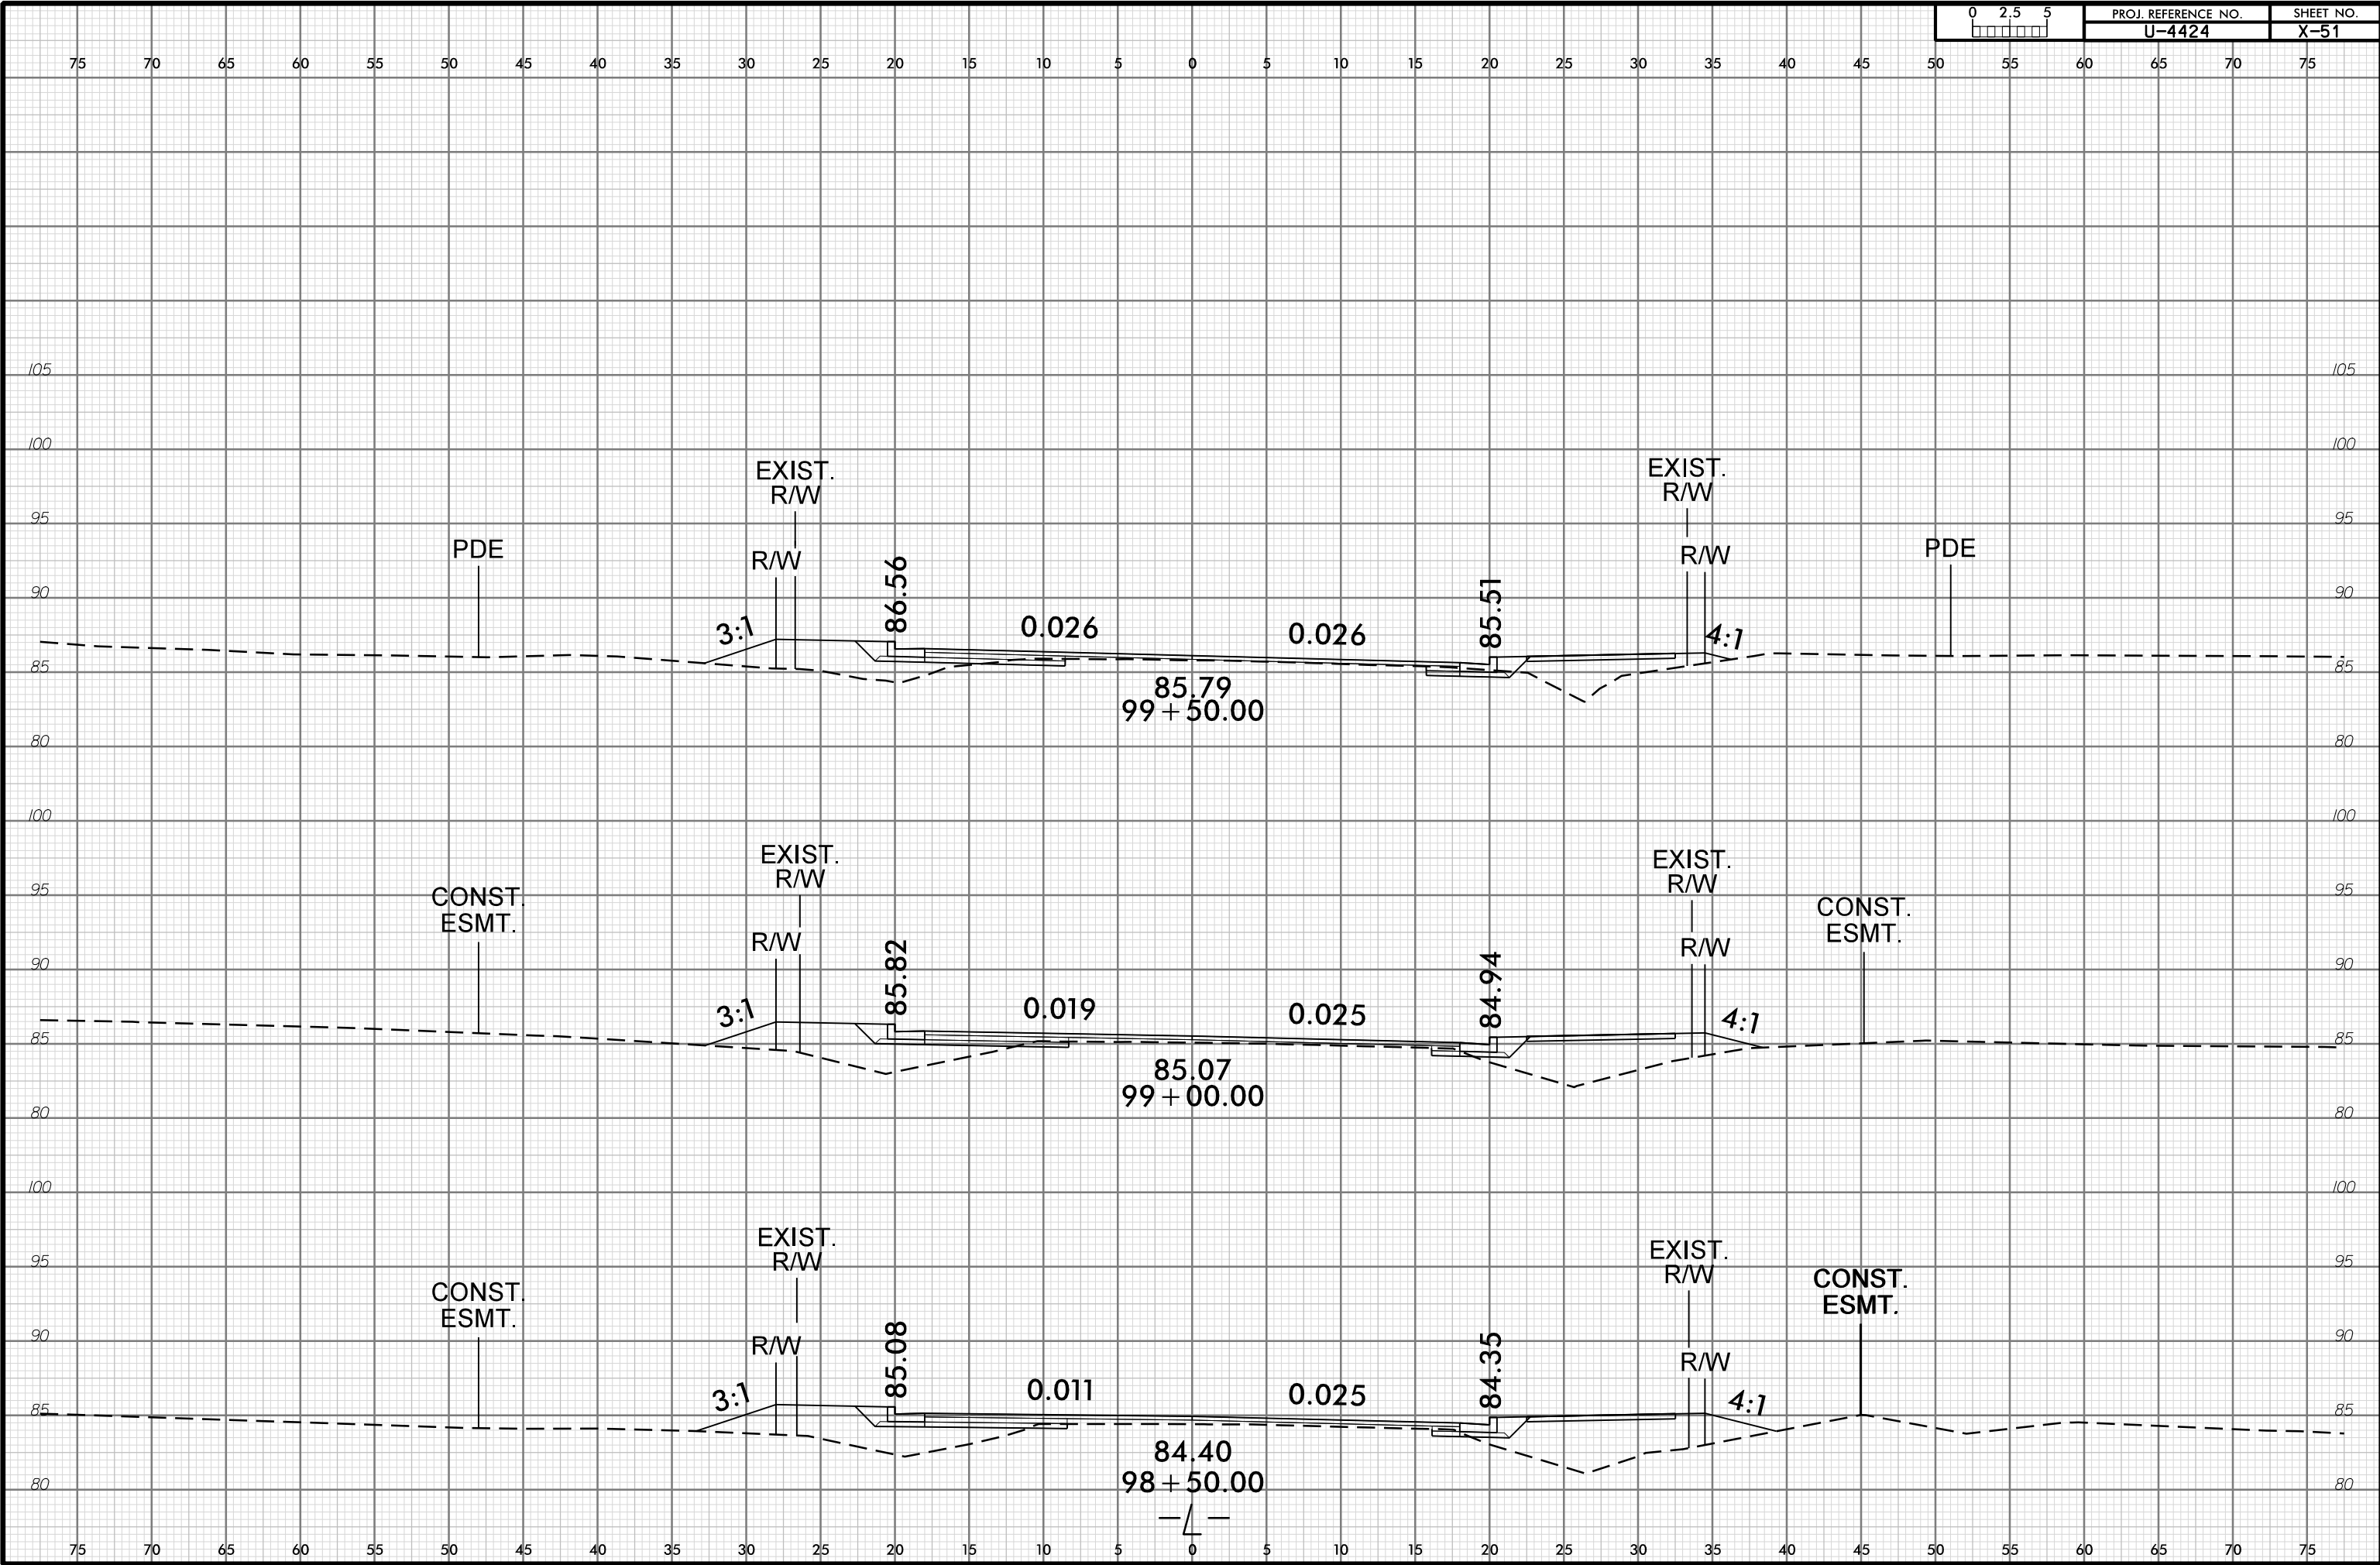 0 2.5 5 PROJ. REFERENCE NO. SHEET NO.
U-4424 X-51
75 70 65 60 55 50 45 40 35 30 25 20 15 10 5 0 5 10 15 20 25 30 35 40 45 50 55 60 65 70 75
105 105
100 100
EXIST. EXIST.
R/W R/W
95 95
PDE R/W R/W PDE
90 86.56 85.51 90
3:1 0.026 0.026 4:1
85 85
85.79
99+50.00
80 80
100 100
EXIST. EXIST.
R/W R/W
95 95
CONST. CONST.
ESMT. ESMT.
R/W R/W
90 85.82 84.94 90
3:1 0.019 0.025 4:1
85 85
85.07
99+00.00
80 80
100 100
EXIST. EXIST.
R/W R/W
95 95
CONST. CONST.
ESMT. ESMT.
90 90
R/W 85.08 84.35 R/W
3:1 0.011 0.025 4:1
85 85
84.40
98+50.00
80 80
-L-
75 70 65 60 55 50 45 40 35 30 25 20 15 10 5 0 5 10 15 20 25 30 35 40 45 50 55 60 65 70 75